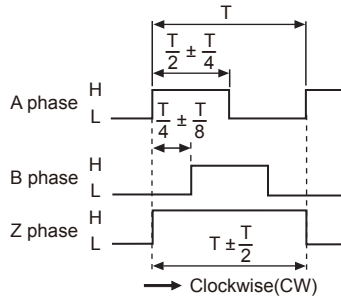 T
T/2 ± T/4
A phase H L
T/4 ± T/8
B phase H L
Z phase H L
T ± T/2
Clockwise(CW)